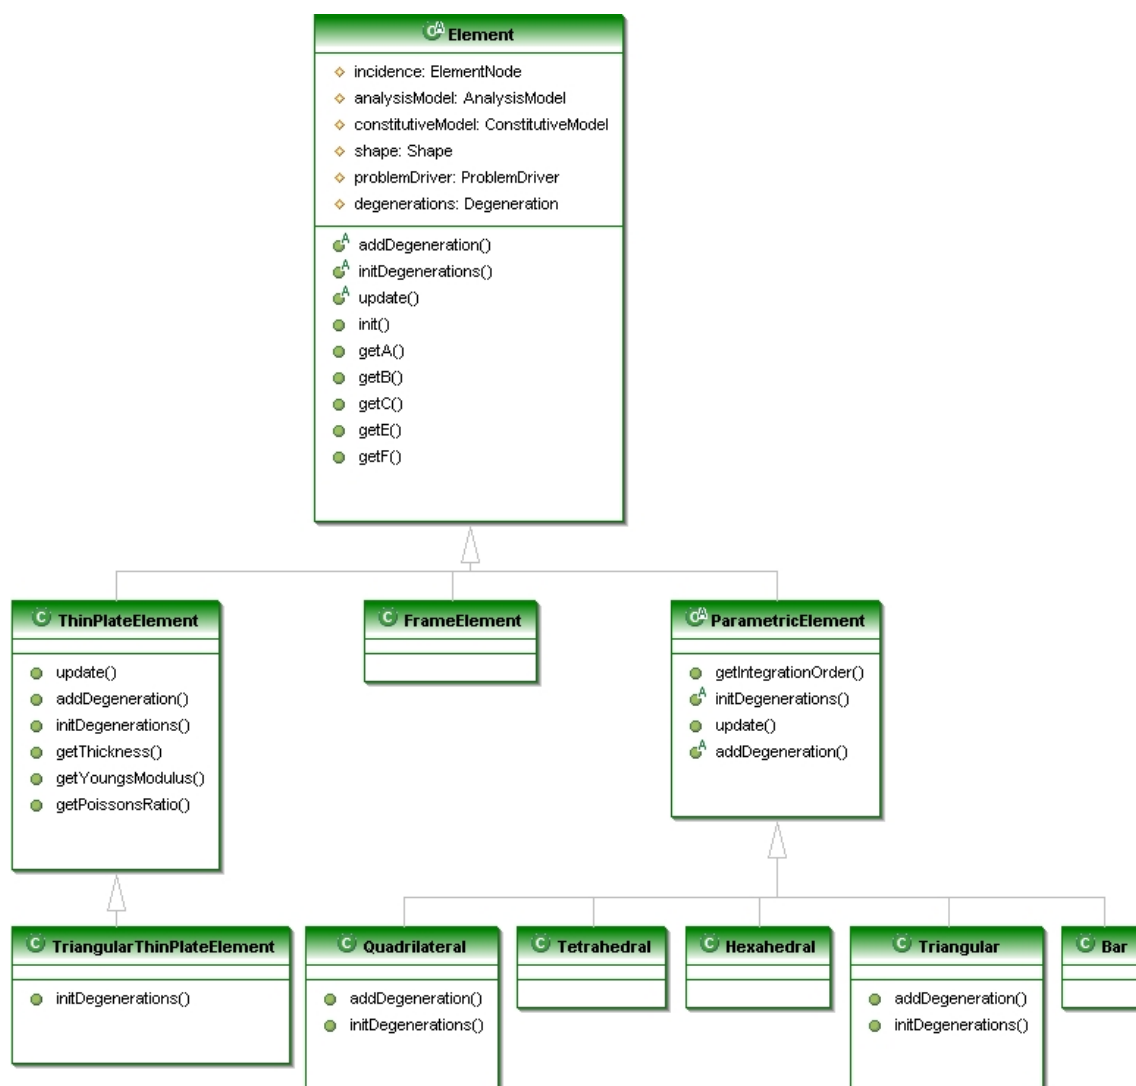 Element
incidence: ElementNode
analysisModel: AnalysisModel
constitutiveModel: ConstitutiveModel
shape: Shape
problemDriver: ProblemDriver
degenerations: Degeneration
addDegeneration()
initDegenerations()
update()
init()
getA()
getB()
getC()
getE()
getF()
ThinPlateElement
update()
addDegeneration()
initDegenerations()
getThickness()
getYoungsModulus()
getPoissonsRatio()
FrameElement
ParametricElement
getIntegrationOrder()
initDegenerations()
update()
addDegeneration()
TriangularThinPlateElement
initDegenerations()
Quadrilateral
addDegeneration()
initDegenerations()
Tetrahedral
Hexahedral
Triangular
addDegeneration()
initDegenerations()
Bar